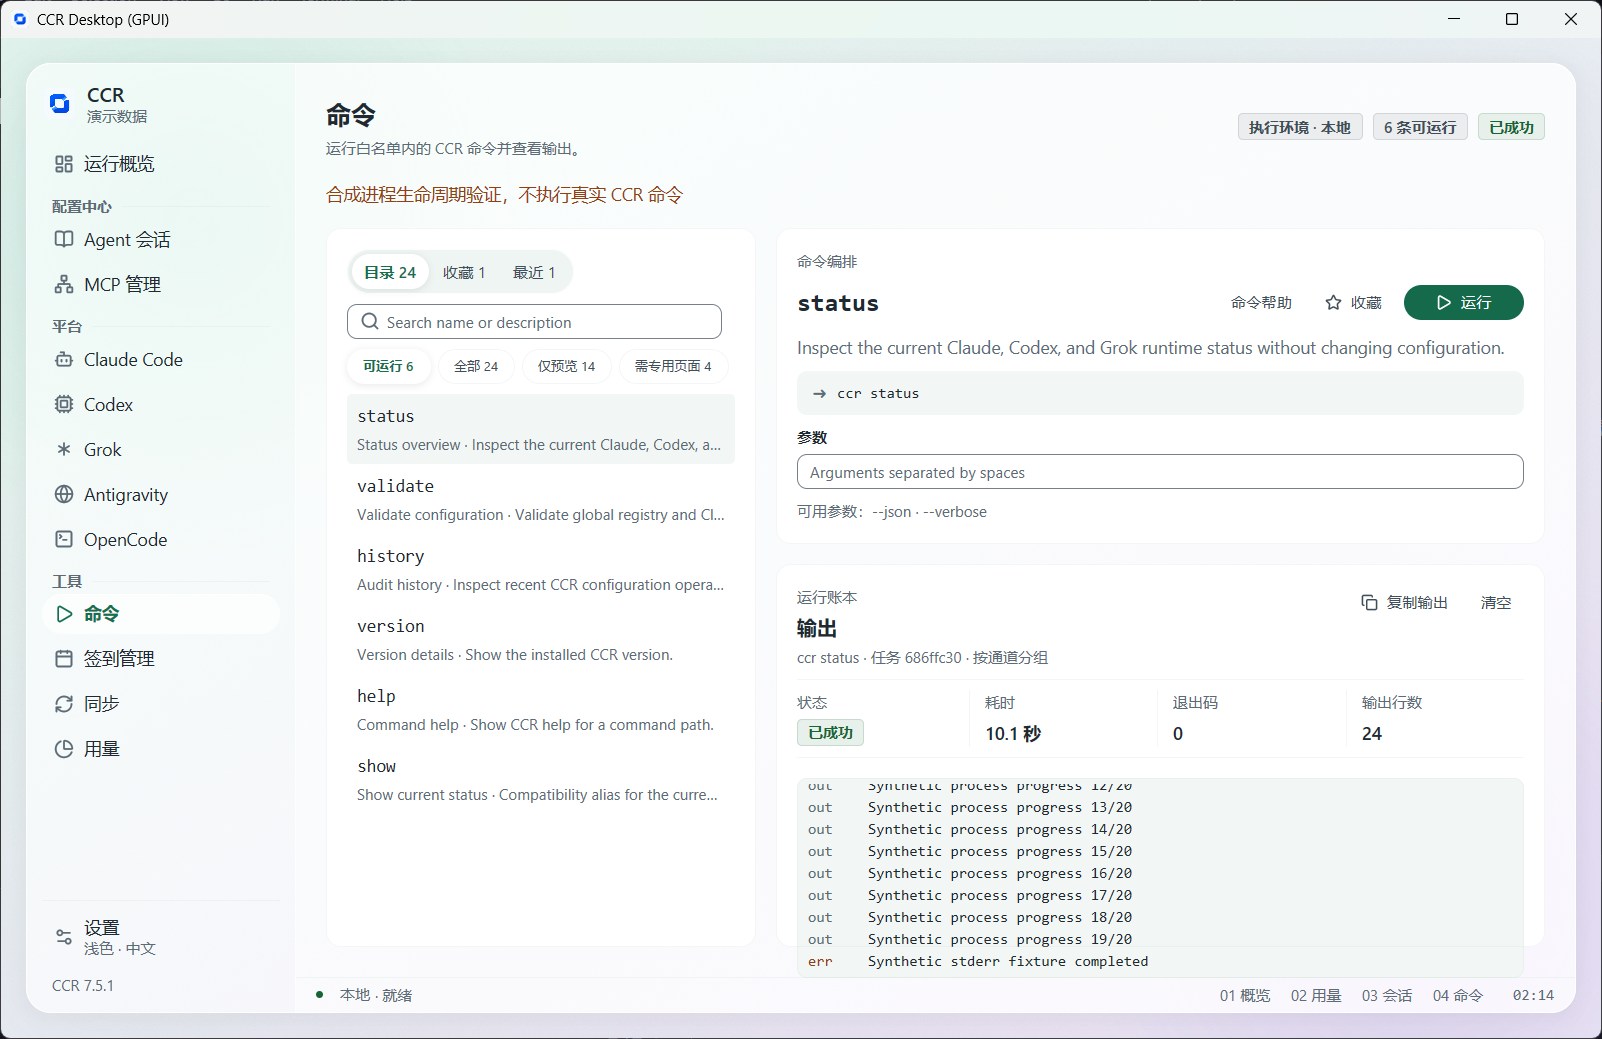 CCR Desktop (GPUI)
CCR
演示数据
运行概览
配置中心
Agent 会话
MCP 管理
平台
Claude Code
Codex
Grok
Antigravity
OpenCode
工具
命令
签到管理
同步
用量
设置
浅色 · 中文
CCR 7.5.1
命令
运行白名单内的 CCR 命令并查看输出。
执行环境 · 本地
6 条可运行
已成功
合成进程生命周期验证，不执行真实 CCR 命令
目录 24
收藏 1
最近 1
Search name or description
可运行 6
全部 24
仅预览 14
需专用页面 4
status
Status overview · Inspect the current Claude, Codex, a...
validate
Validate configuration · Validate global registry and Cl...
history
Audit history · Inspect recent CCR configuration opera...
version
Version details · Show the installed CCR version.
help
Command help · Show CCR help for a command path.
show
Show current status · Compatibility alias for the curre...
命令编排
status
命令帮助
收藏
运行
Inspect the current Claude, Codex, and Grok runtime status without changing configuration.
→ ccr status
参数
Arguments separated by spaces
可用参数： --json · --verbose
运行账本
输出
复制输出
清空
ccr status · 任务 686ffc30 · 按通道分组
状态
已成功
耗时
10.1 秒
退出码
0
输出行数
24
out Synthetic process progress 12/20
out Synthetic process progress 13/20
out Synthetic process progress 14/20
out Synthetic process progress 15/20
out Synthetic process progress 16/20
out Synthetic process progress 17/20
out Synthetic process progress 18/20
out Synthetic process progress 19/20
err Synthetic stderr fixture completed
本地 · 就绪
01 概览
02 用量
03 会话
04 命令
02:14